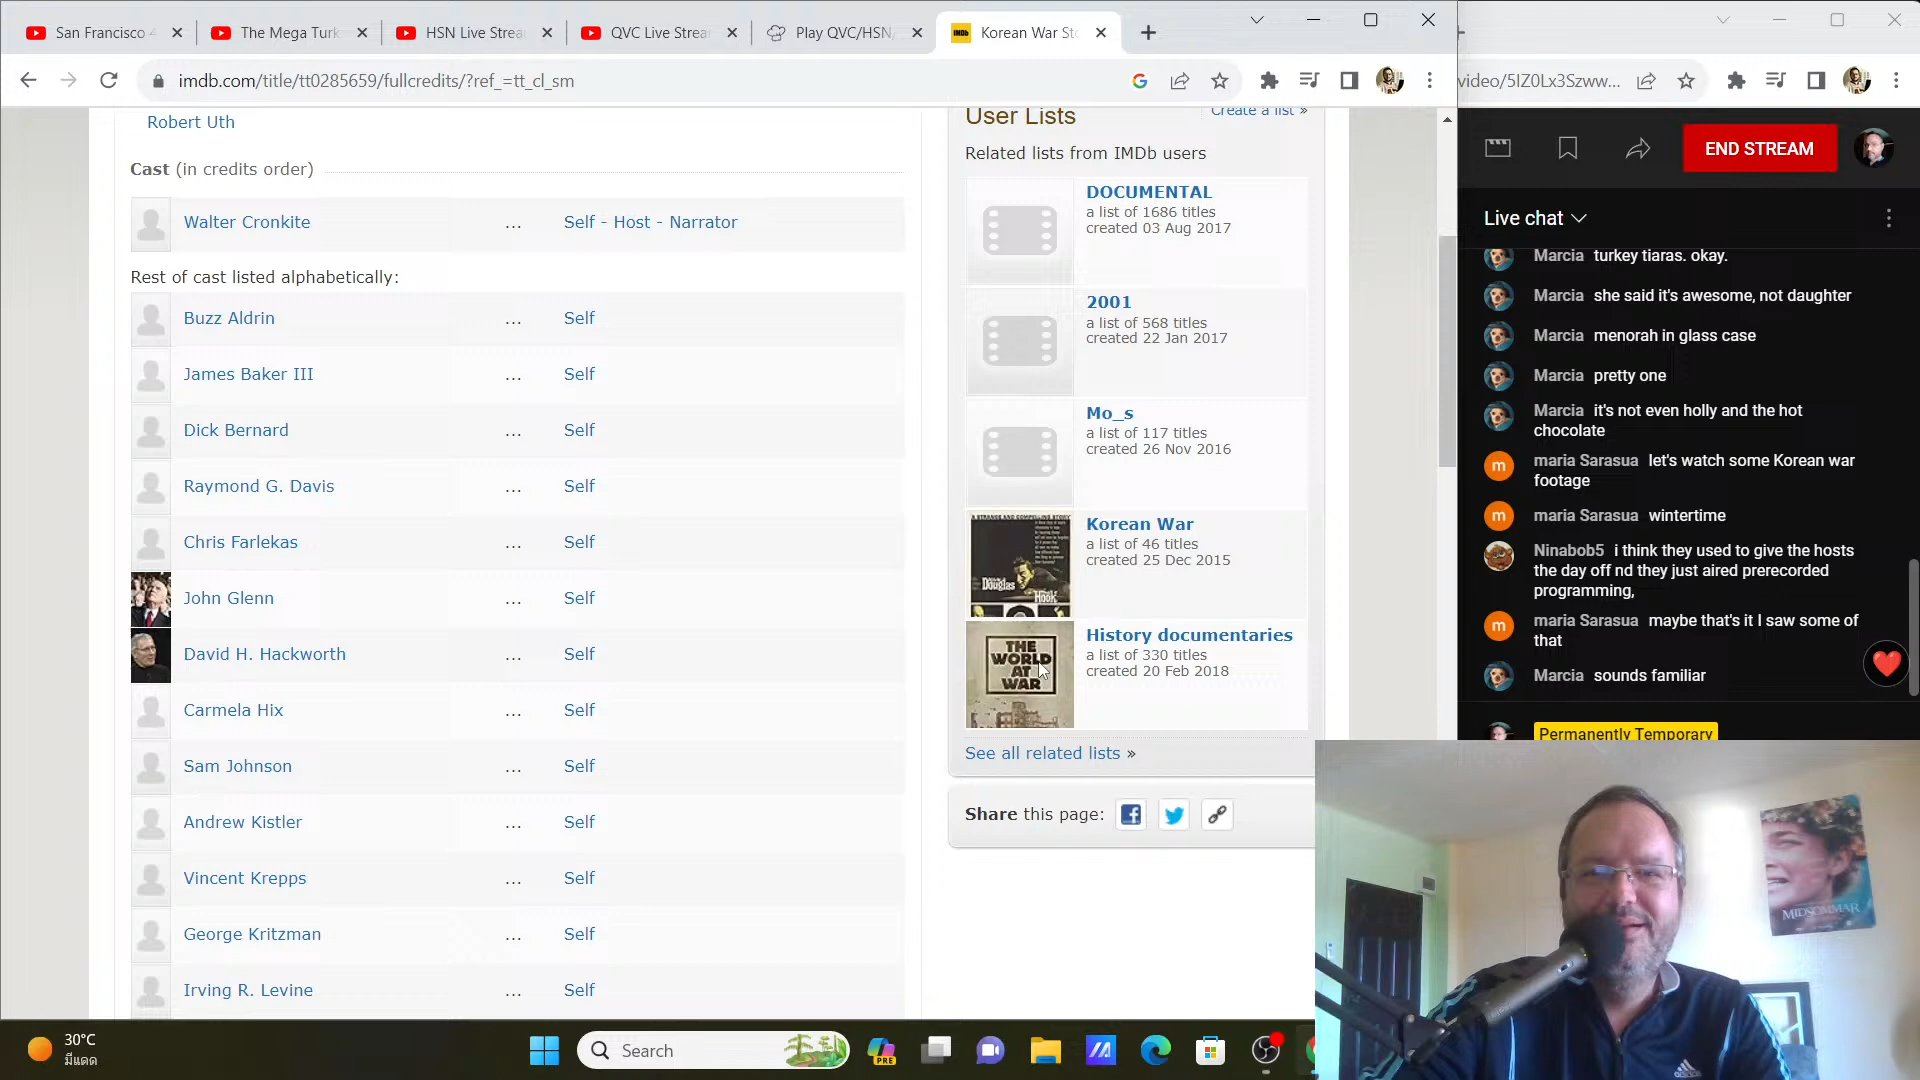 San Francisco
The Mega Turk
HSN Live Strea
QVC Live Strea
Play QVC/HSN,
IMDb
Korean War Sto
imdb.com/title/tt0285659/fullcredits/?ref_=tt_cl_sm
video/5IZ0Lx3Szww...
Robert Uth
Cast (in credits order)
Walter Cronkite ... Self - Host - Narrator
Rest of cast listed alphabetically:
Buzz Aldrin ... Self
James Baker III ... Self
Dick Bernard ... Self
Raymond G. Davis ... Self
Chris Farlekas ... Self
John Glenn ... Self
David H. Hackworth ... Self
Carmela Hix ... Self
Sam Johnson ... Self
Andrew Kistler ... Self
Vincent Krepps ... Self
George Kritzman ... Self
Irving R. Levine ... Self
User Lists
Create a list »
Related lists from IMDb users
DOCUMENTAL
a list of 1686 titles
created 03 Aug 2017
2001
a list of 568 titles
created 22 Jan 2017
Mo_s
a list of 117 titles
created 26 Nov 2016
Douglas
Hook
Korean War
a list of 46 titles
created 25 Dec 2015
THE
WORLD
AT
WAR
History documentaries
a list of 330 titles
created 20 Feb 2018
See all related lists »
Share this page:
END STREAM
Live chat
Marcia turkey tiaras. okay.
Marcia she said it's awesome, not daughter
Marcia menorah in glass case
Marcia pretty one
Marcia it's not even holly and the hot
chocolate
m
maria Sarasua let's watch some Korean war
footage
m
maria Sarasua wintertime
Ninabob5 i think they used to give the hosts
the day off nd they just aired prerecorded
programming,
m
maria Sarasua maybe that's it I saw some of
that
Marcia sounds familiar
Permanently Temporary
MIDSOMMAR
adidas
30°C
มีแดด
Search
PRE